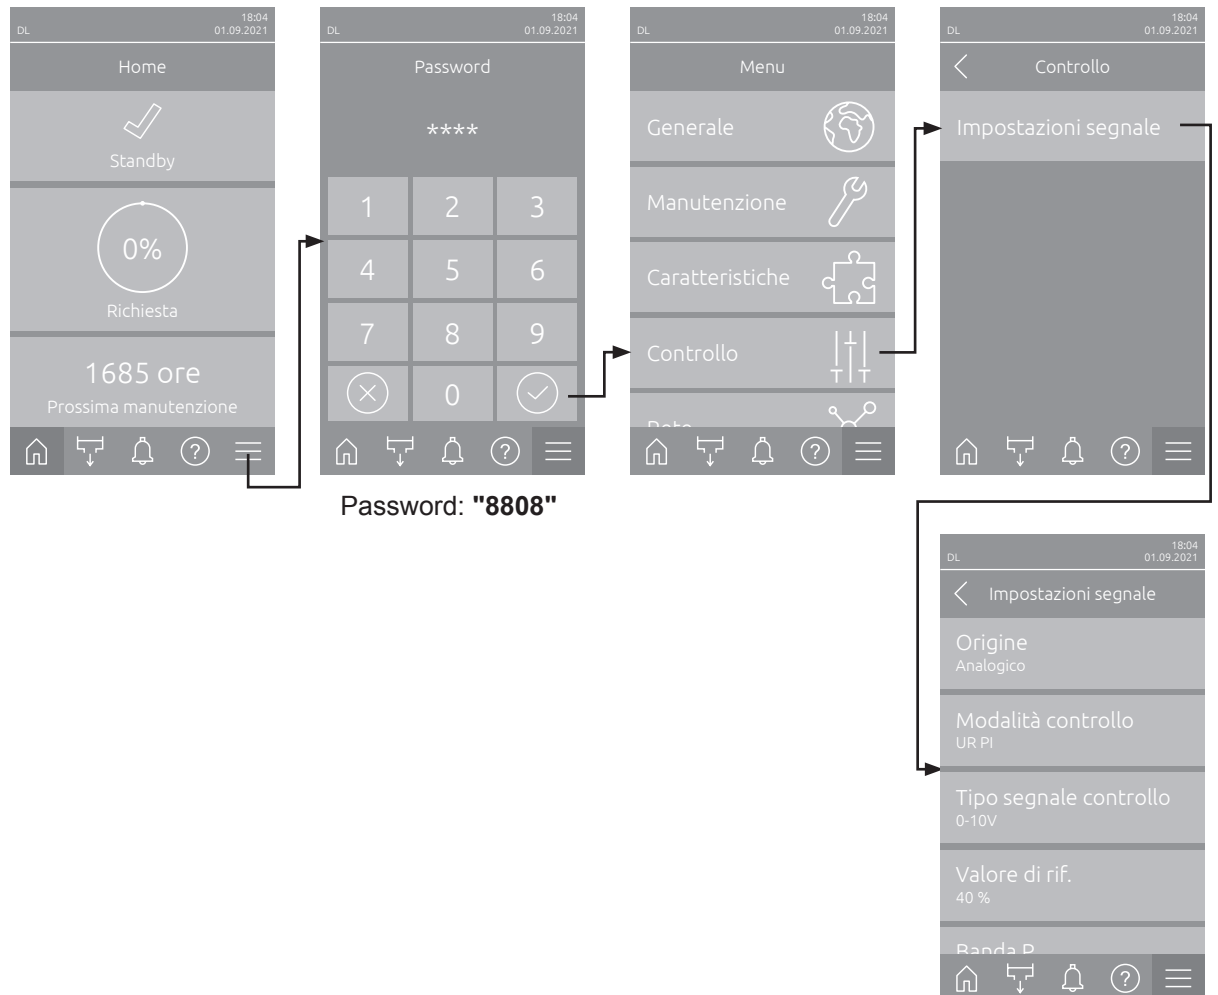 18:04
DL 01.09.2021
Home
Standby
0%
Richiesta
1685 ore
Prossima manutenzione
?
18:04
DL 01.09.2021
Password
****
1 2 3
4 5 6
7 8 9
0
?
Password: "8808"
18:04
DL 01.09.2021
Menu
Generale
Manutenzione
Caratteristiche
Controllo
Rete
?
18:04
DL 01.09.2021
Controllo
Impostazioni segnale
?
18:04
DL 01.09.2021
Impostazioni segnale
Origine
Analogico
Modalità controllo
UR PI
Tipo segnale controllo
0-10V
Valore di rif.
40 %
Banda P
?